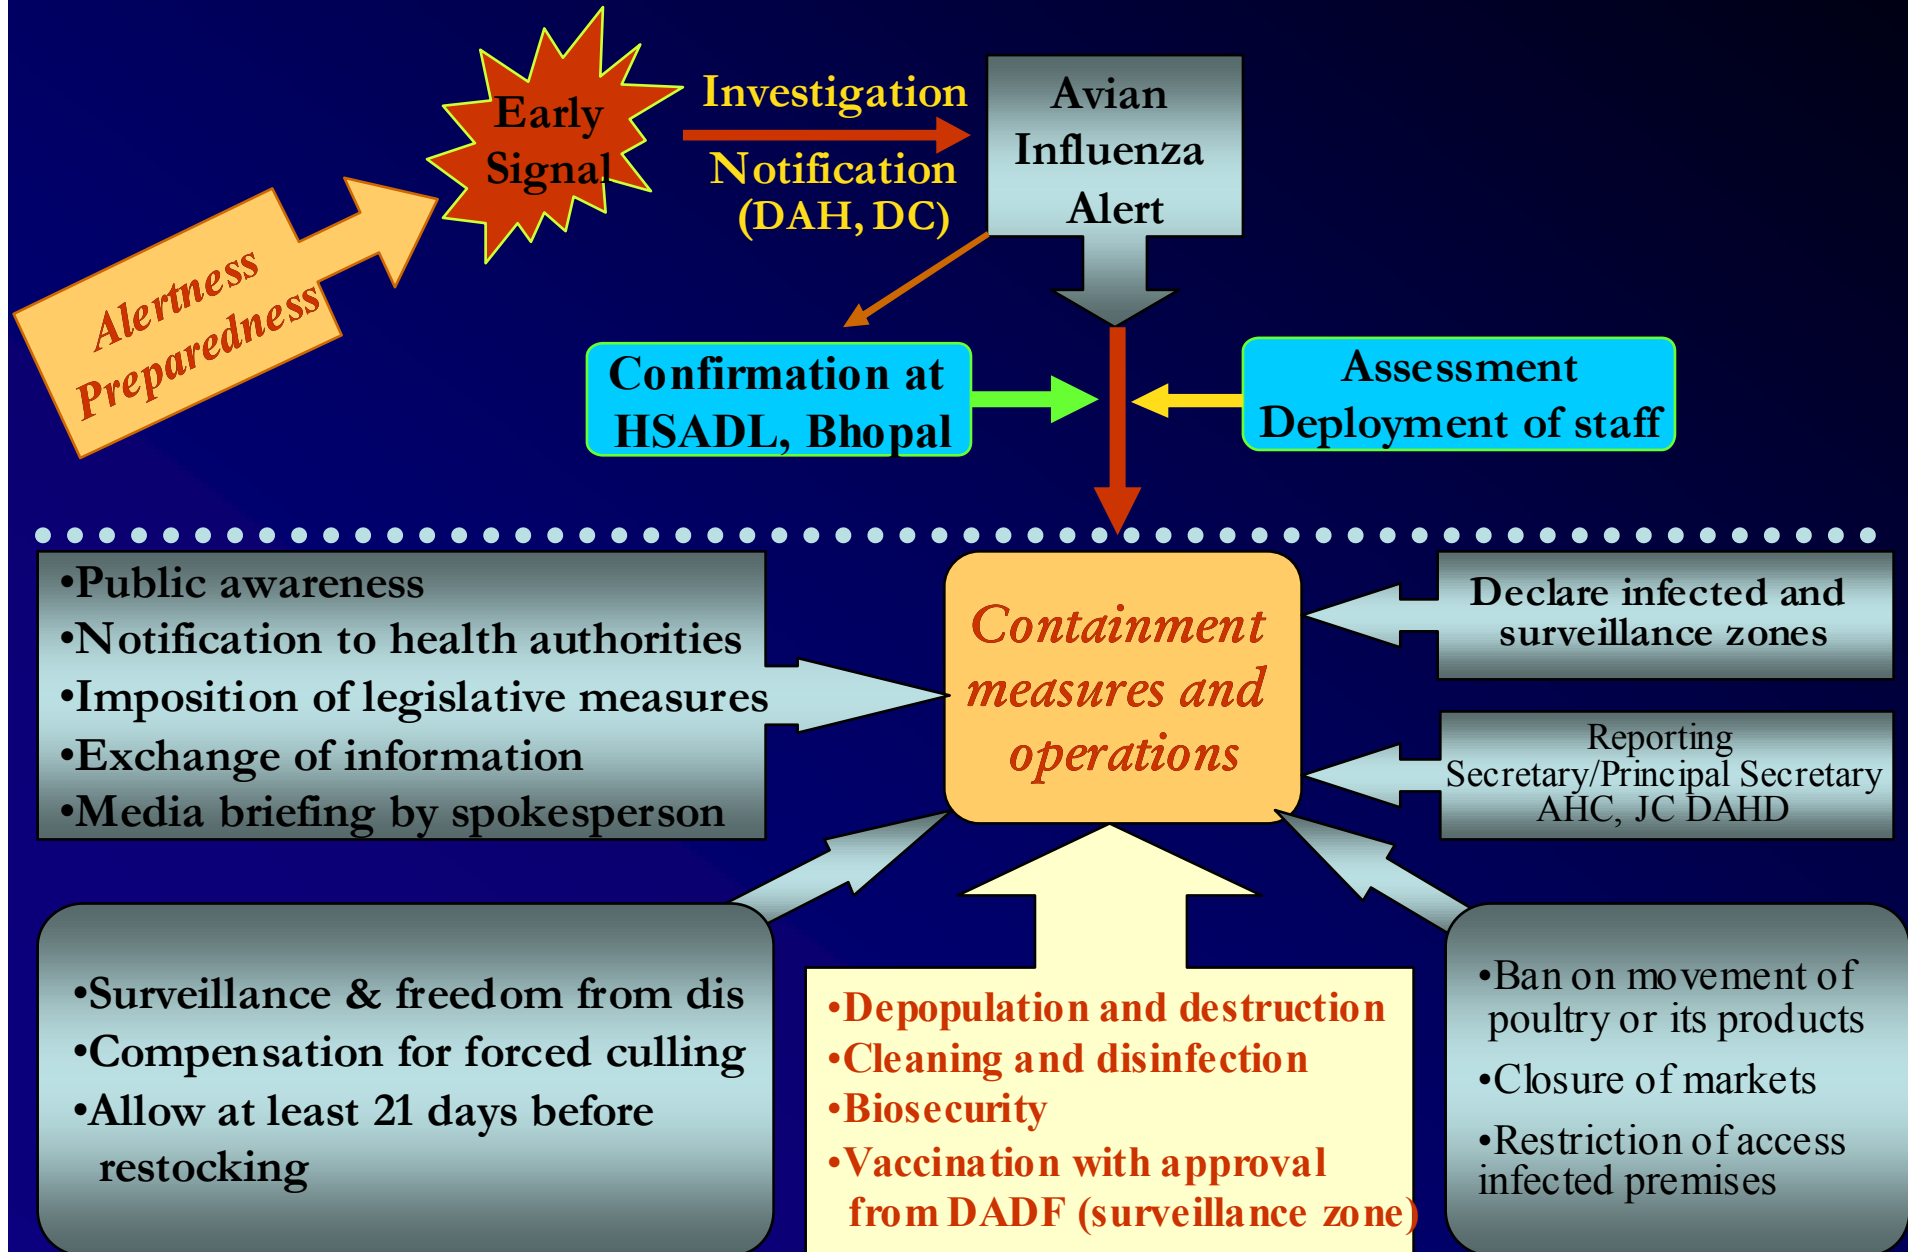 Early
Signal
Investigation
Notification
(DAH, DC)
Avian
Influenza
Alert
Alertness
Preparedness
Confirmation at
HSADL, Bhopal
Assessment
Deployment of staff
•Public awareness
•Notification to health authorities
•Imposition of legislative measures
•Exchange of information
•Media briefing by spokesperson
Containment
measures and
operations
Declare infected and
surveillance zones
Reporting
Secretary/Principal Secretary
AHC, JC DAHD
•Surveillance & freedom from dis
•Compensation for forced culling
•Allow at least 21 days before
restocking
•Depopulation and destruction
•Cleaning and disinfection
•Biosecurity
•Vaccination with approval
from DADF (surveillance zone)
•Ban on movement of
poultry or its products
•Closure of markets
•Restriction of access
infected premises